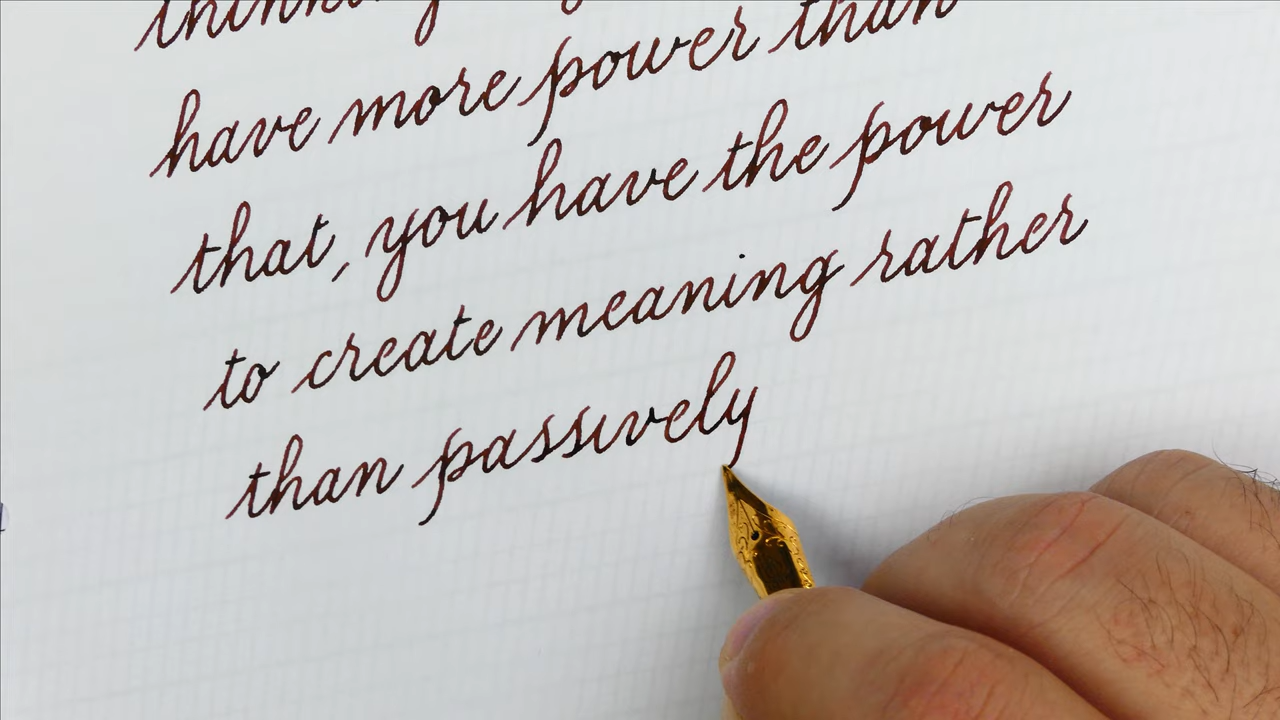 have more power than
that, you have the power
to create meaning rather
than passively